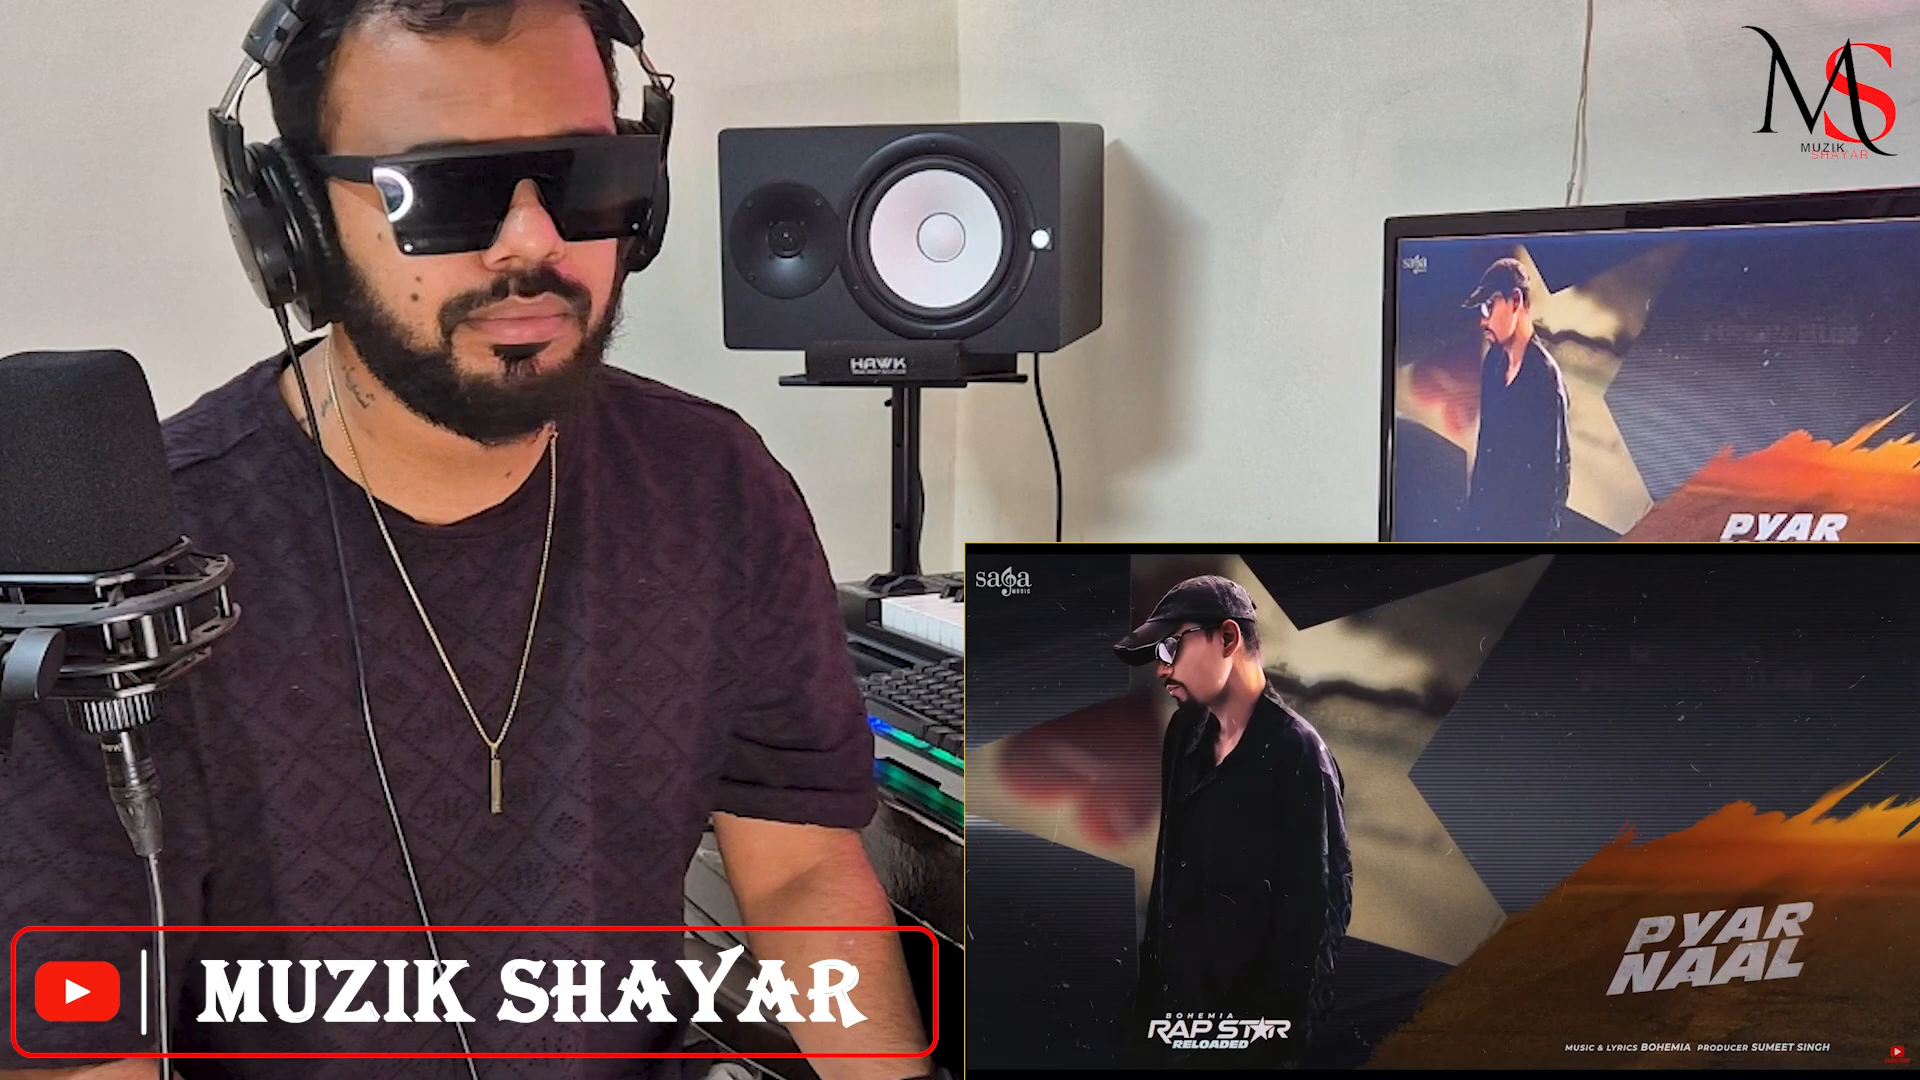 MS
MUZIK
SHAYAR
HAWK
saga
PYAR
saga
MUSIC
PYAR
NAAL
BOHEMIA
RAP STAR
RELOADED
MUSIC & LYRICS BOHEMIA PRODUCER SUMEET SINGH
MUZIK SHAYAR